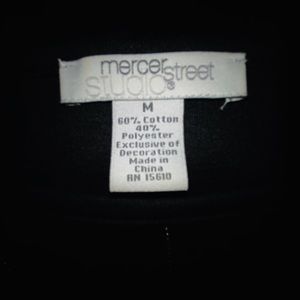 mercer street
studio®
M
60% Cotton
40%
Polyester
Exclusive of
Decoration
Made in
China
RN 15610